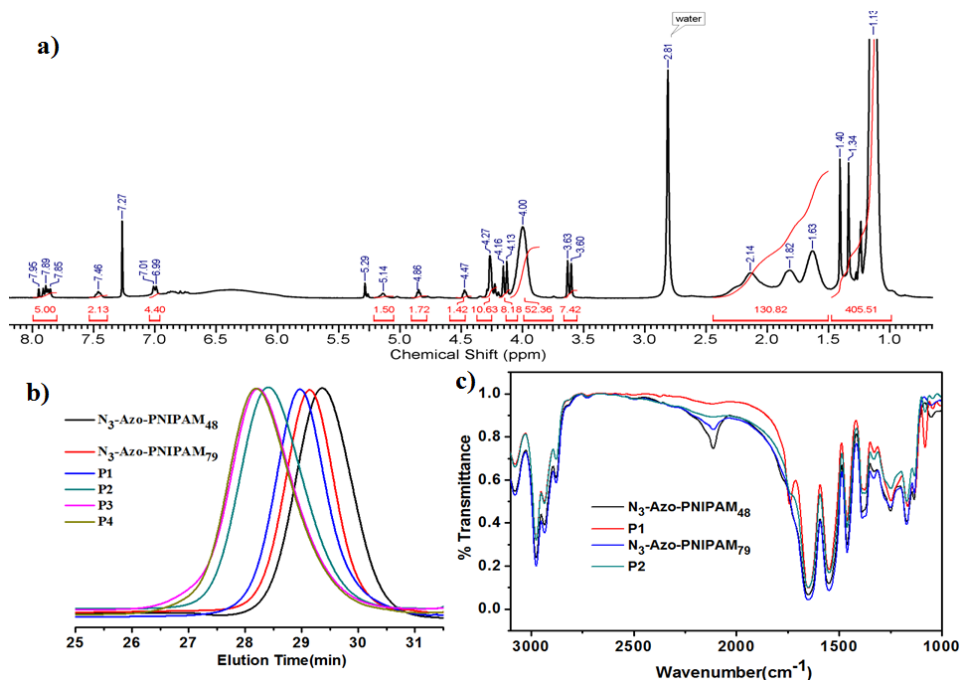 a)
water
7.95
7.89
7.85
7.46
7.27
7.01
6.99
5.29
5.14
4.86
4.47
4.27
4.16
4.13
4.00
3.63
3.60
2.81
2.14
1.82
1.63
1.40
1.34
1.13
5.00 2.13 4.40 1.50 1.72 1.42 10.63 8.18 52.36 7.42 130.82 405.51
8.0 7.5 7.0 6.5 6.0 5.5 5.0 4.5 4.0 3.5 3.0 2.5 2.0 1.5 1.0
Chemical Shift (ppm)
b)
N3-Azo-PNIPAM48
N3-Azo-PNIPAM79
P1
P2
P3
P4
25 26 27 28 29 30 31
Elution Time(min)
c)
% Transmittance
1.0
0.8
0.6
0.4
0.2
0.0
N3-Azo-PNIPAM48
P1
N3-Azo-PNIPAM79
P2
3000 2500 2000 1500 1000
Wavenumber(cm-1)